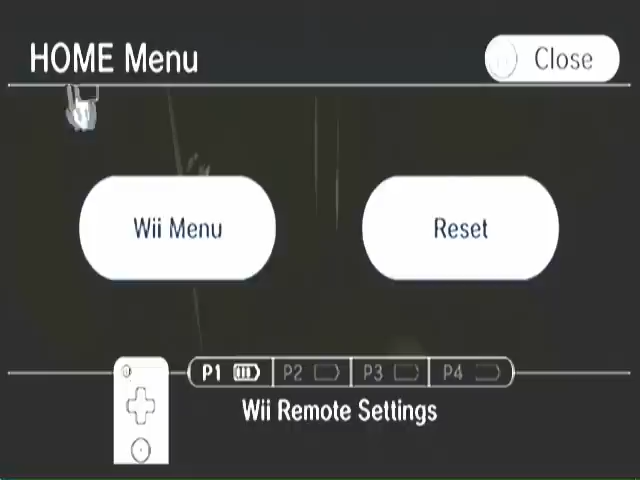 HOME Menu
Close
Wii Menu
Reset
P1 P2 P3 P4
Wii Remote Settings